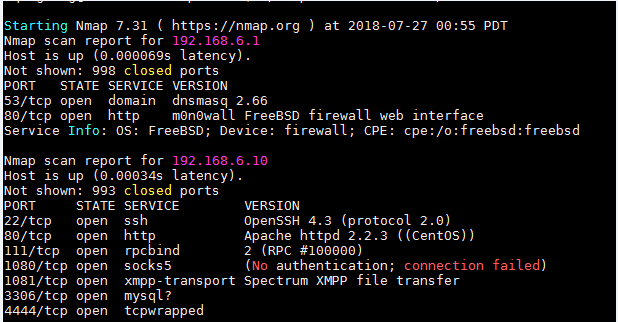 Starting Nmap 7.31 ( https://nmap.org ) at 2018-07-27 00:55 PDT
Nmap scan report for 192.168.6.1
Host is up (0.000069s latency).
Not shown: 998 closed ports
PORT   STATE SERVICE VERSION
53/tcp open  domain  dnsmasq 2.66
80/tcp open  http    m0n0wall FreeBSD firewall web interface
Service Info: OS: FreeBSD; Device: firewall; CPE: cpe:/o:freebsd:freebsd
Nmap scan report for 192.168.6.10
Host is up (0.00034s latency).
Not shown: 993 closed ports
PORT     STATE SERVICE        VERSION
22/tcp   open  ssh            OpenSSH 4.3 (protocol 2.0)
80/tcp   open  http           Apache httpd 2.2.3 ((CentOS))
111/tcp  open  rpcbind        2 (RPC #100000)
1080/tcp open  socks5         (No authentication; connection failed)
1081/tcp open  xmpp-transport Spectrum XMPP file transfer
3306/tcp open  mysql?
4444/tcp open  tcpwrapped